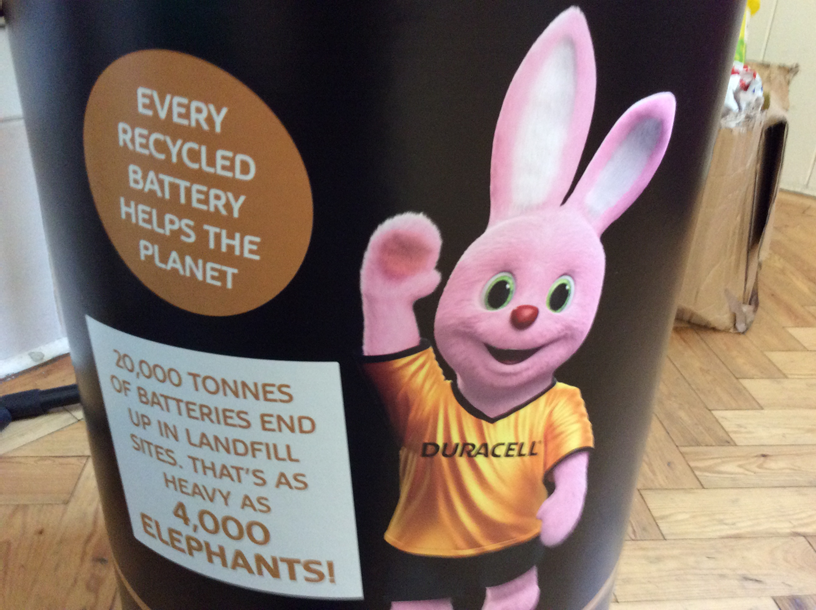 EVERY
RECYCLED
BATTERY
HELPS THE
PLANET
20,000 TONNES
OF BATTERIES END
UP IN LANDFILL
SITES. THAT'S AS
HEAVY AS
4,000
ELEPHANTS!
DURACELL